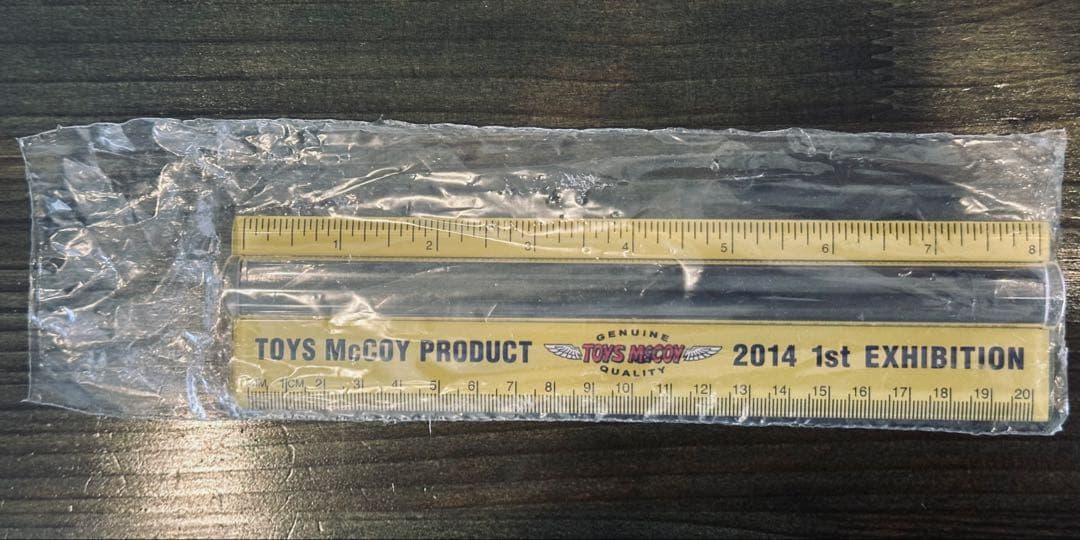 1 2 3 4 5 6 7 8
GENUINE
TOYS McCOY PRODUCT TOYS McCOY 2014 1st EXHIBITION
QUALITY
MM 1CM 2 3 4 5 6 7 8 9 10 11 12 13 14 15 16 17 18 19 20